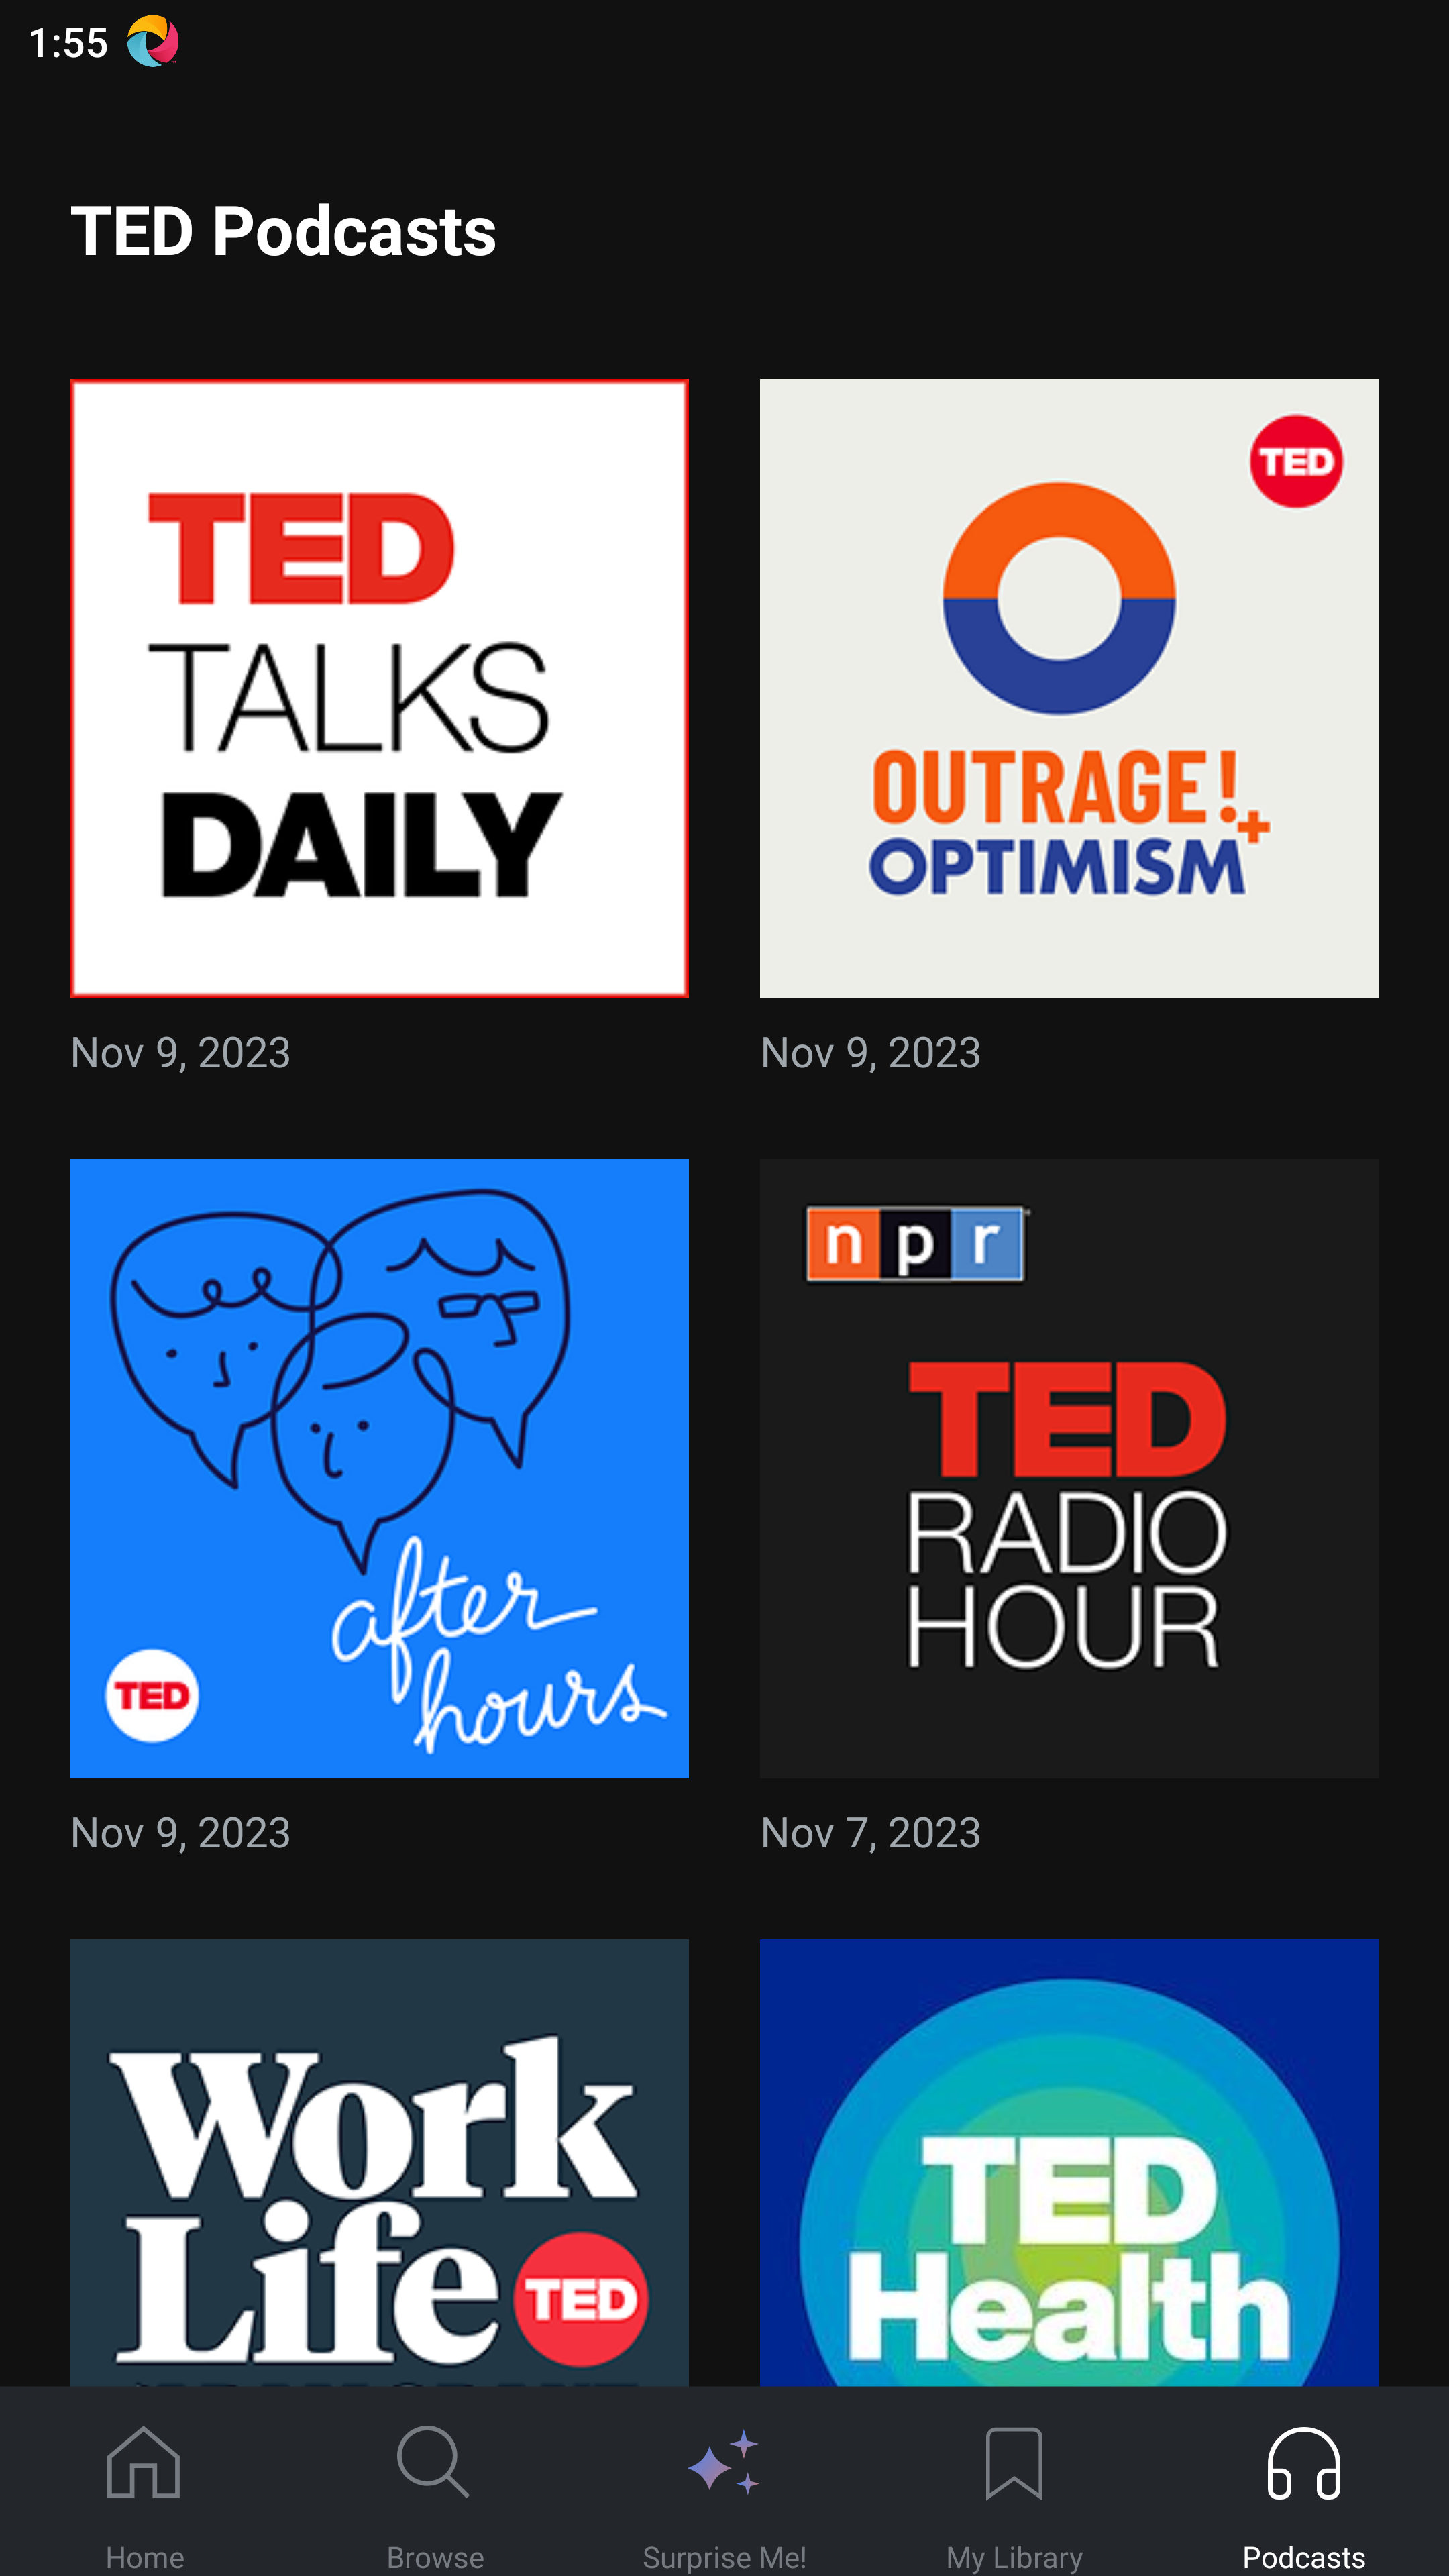 1:55
TED Podcasts
TED
TALKS
DAILY
Nov 9, 2023
TED
OUTRAGE!
+
OPTIMISM
Nov 9, 2023
after
hours
TED
Nov 9, 2023
npr
TED
RADIO
HOUR
Nov 7, 2023
Work
Life
TED
TED
Health
Home
Browse
Surprise Me!
My Library
Podcasts